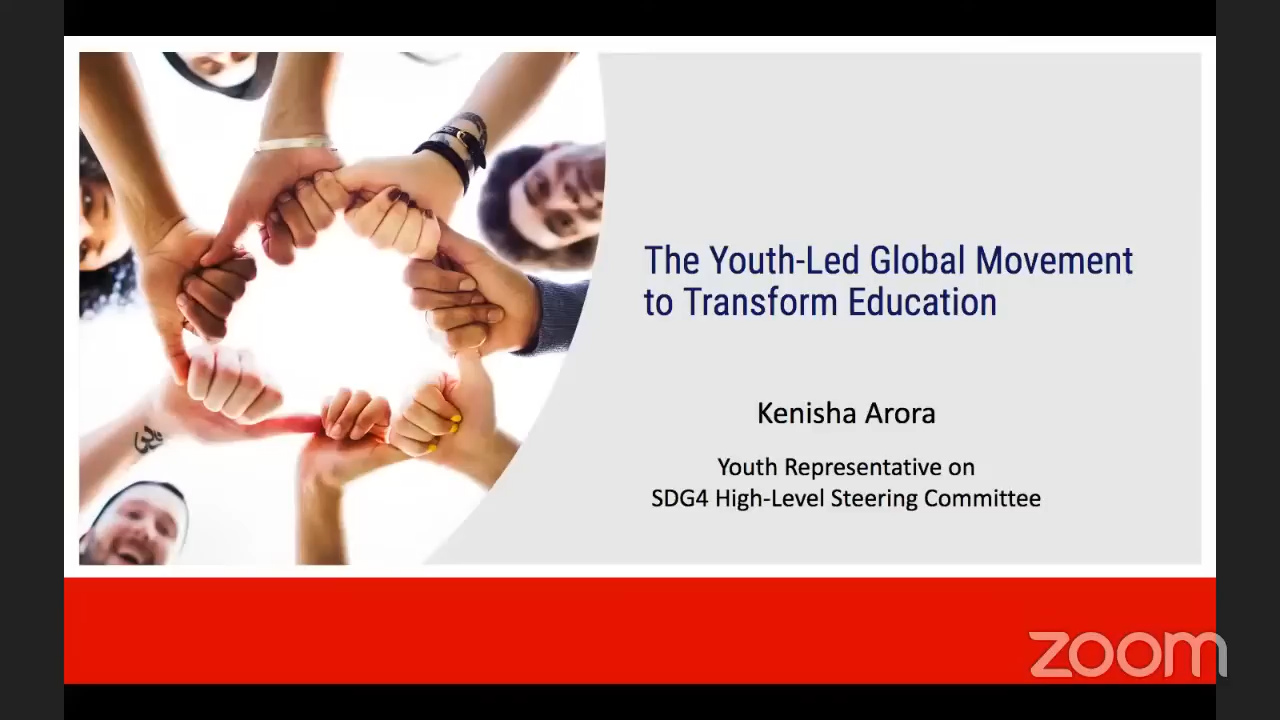 The Youth-Led Global Movement
to Transform Education
Kenisha Arora
Youth Representative on
SDG4 High-Level Steering Committee
zoom